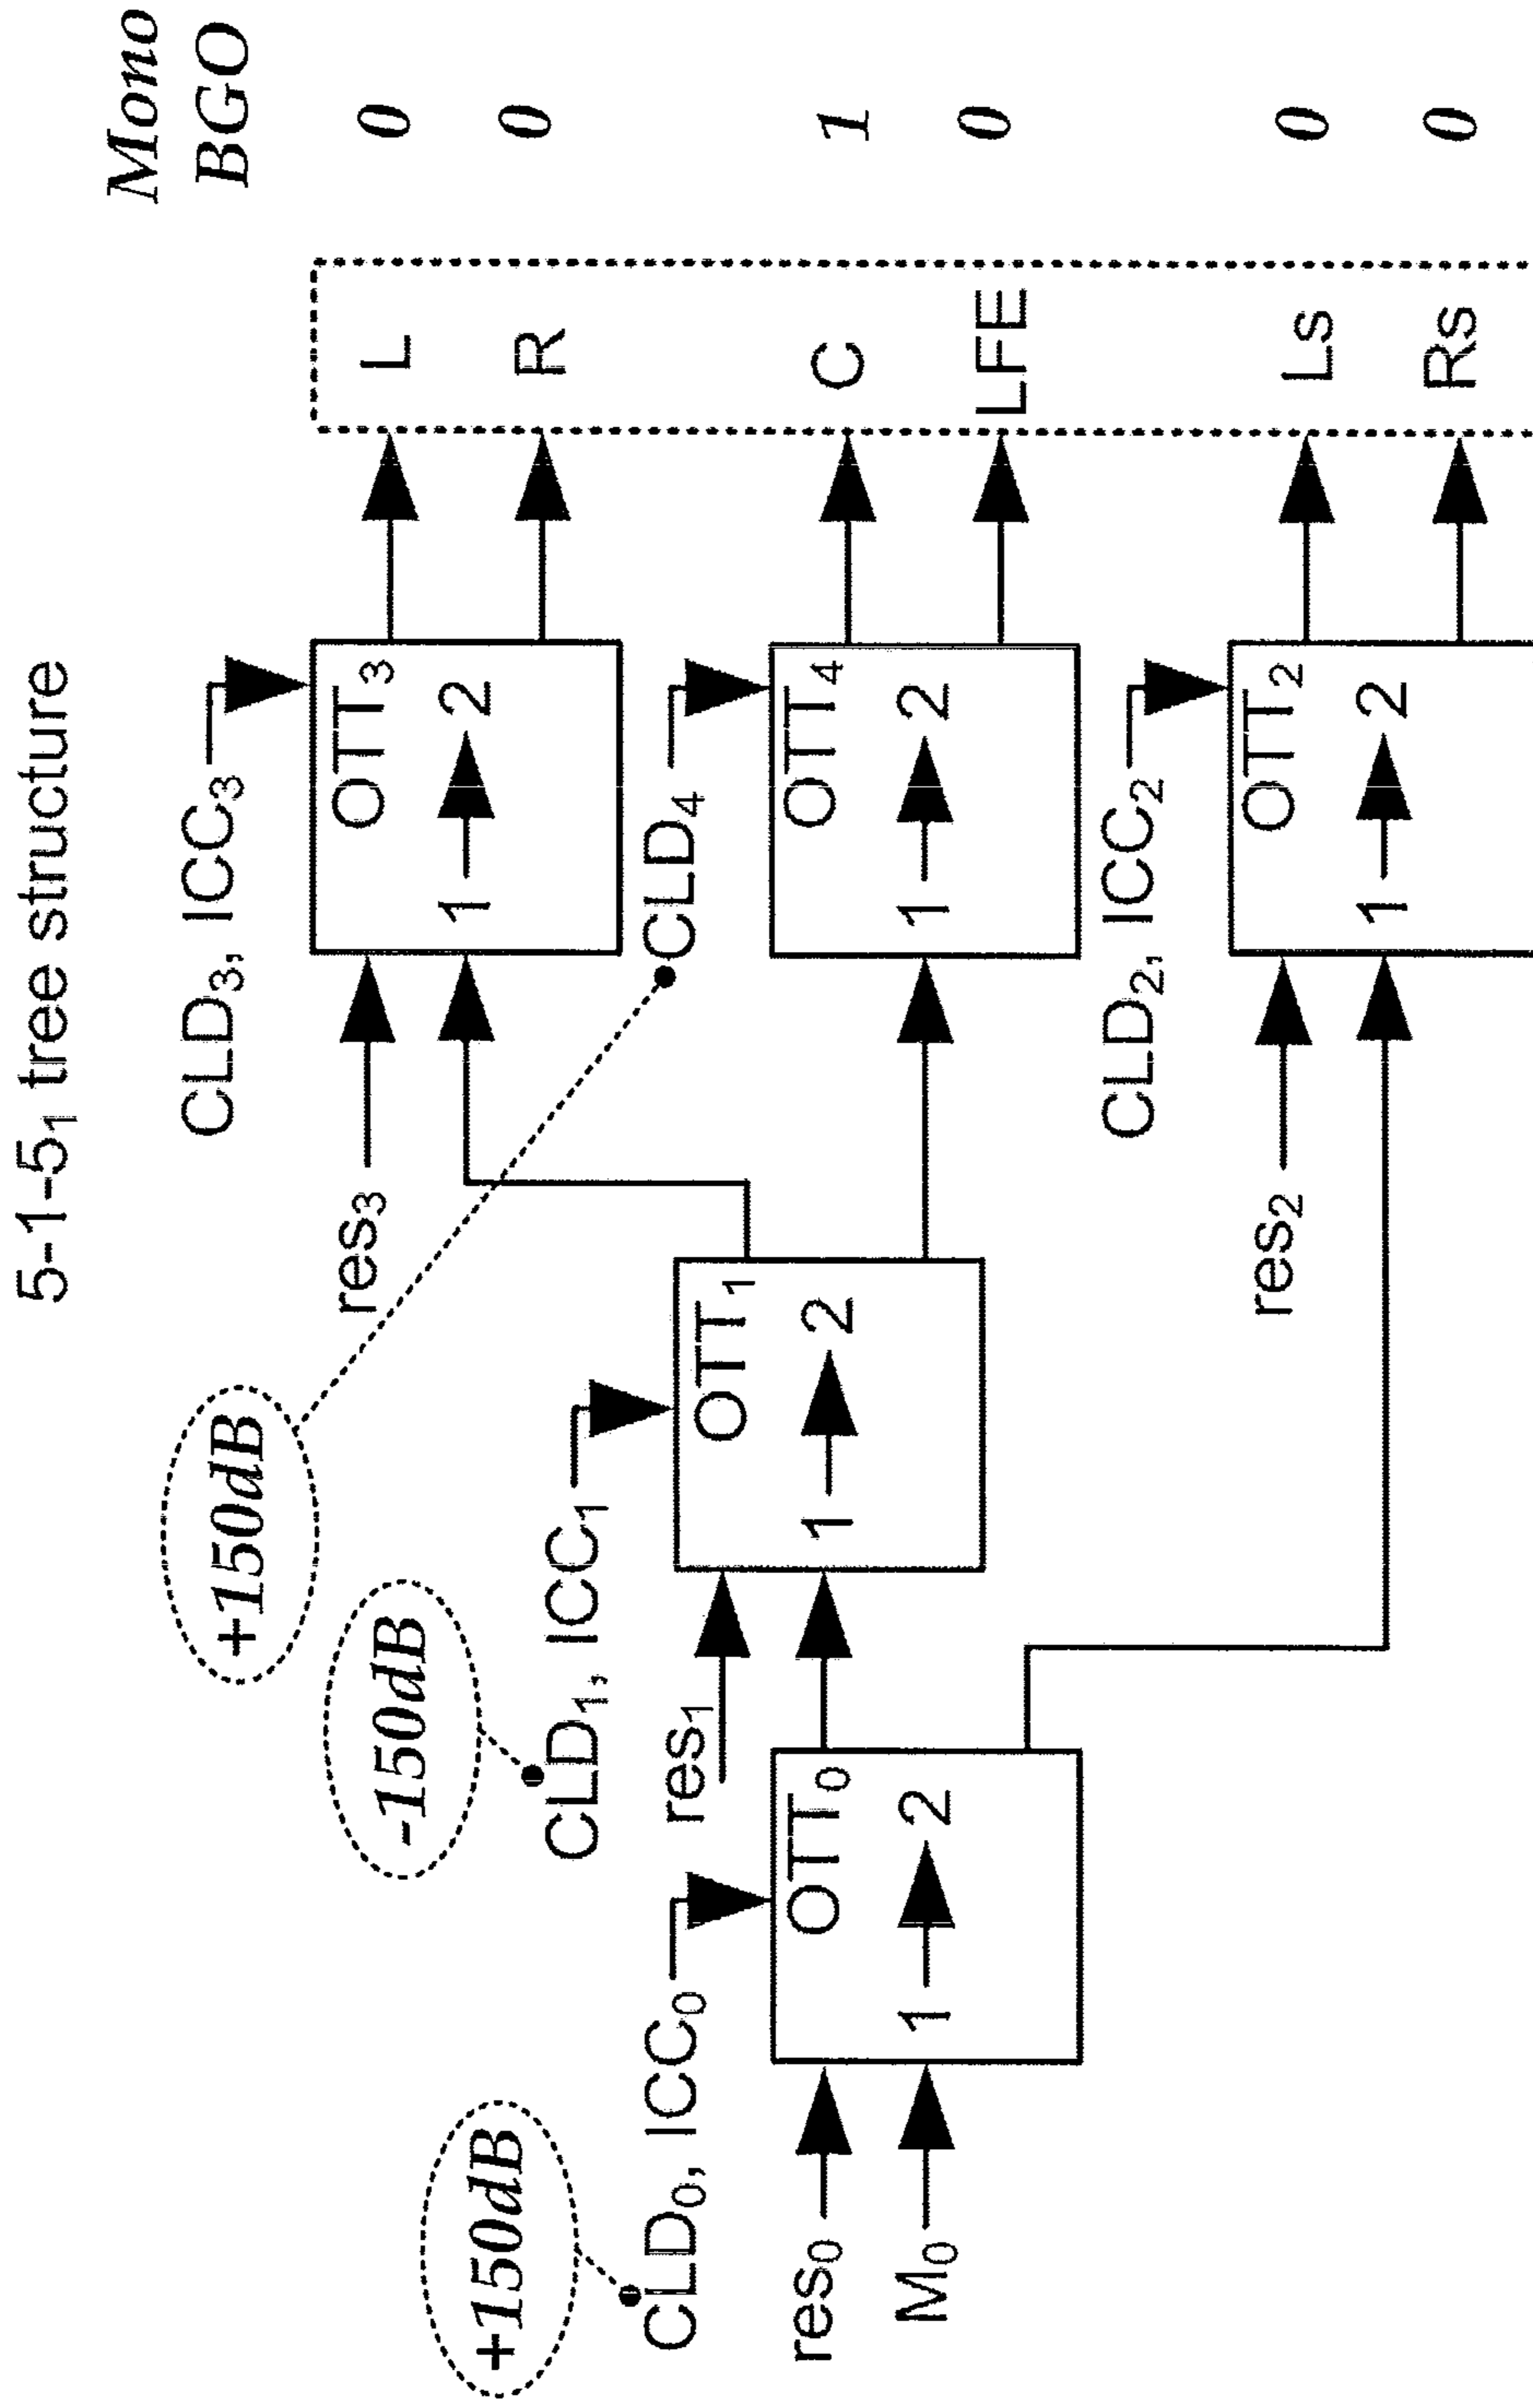 5-1-5₁ tree structure
Mono
BGO
CLD₃, ICC₃
OTT₃
1 → 2
res₃
L
0
R
0
+150dB
CLD₄
OTT₄
1 → 2
C
1
LFE
0
-150dB
CLD₁, ICC₁
res₁
OTT₁
1 → 2
+150dB
CLD₀, ICC₀
res₀
M₀
OTT₀
1 → 2
CLD₂, ICC₂
res₂
OTT₂
1 → 2
Ls
0
Rs
0